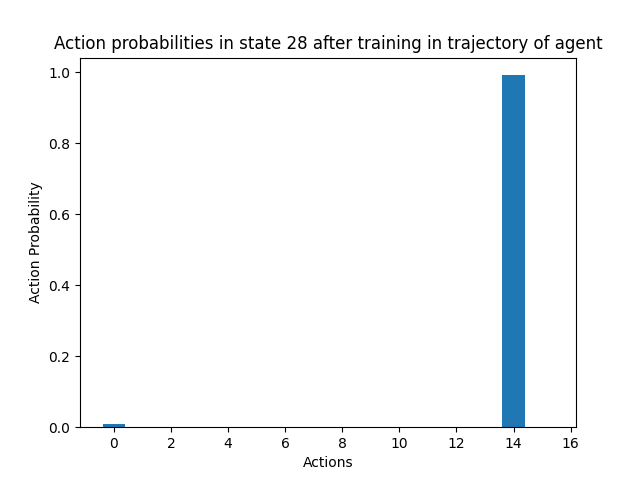 Action probabilities in state 28 after training in trajectory of agent
1.0
0.8
0.6
0.4
0.2
0.0
Action Probability
0 2 4 6 8 10 12 14 16
Actions